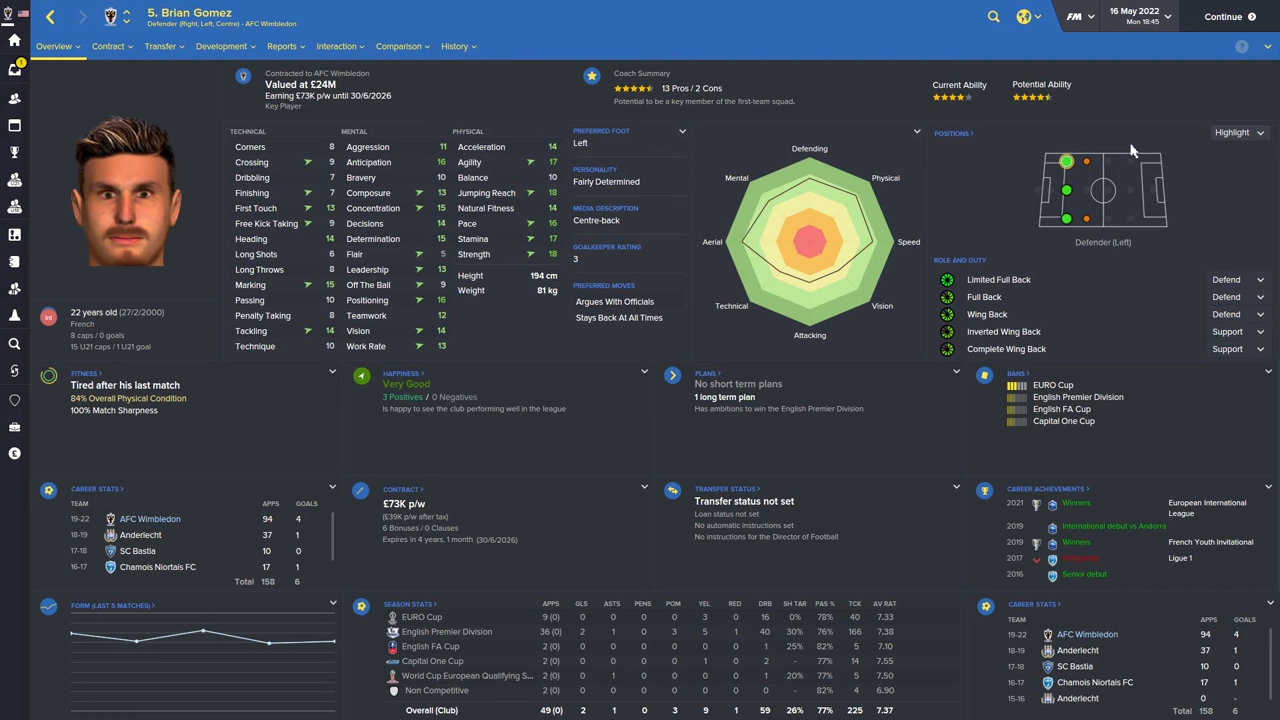 5. Brian Gomez
Defender (Right, Left, Centre) - AFC Wimbledon
FM
16 May 2022
Mon 18:45
Continue
Overview Contract Transfer Development Reports Interaction Comparison History
Contracted to AFC Wimbledon
Valued at £24M
Earning £73K p/w until 30/6/2026
Key Player
Coach Summary
13 Pros / 2 Cons
Potential to be a key member of the first-team squad.
Current Ability
Potential Ability
TECHNICAL
Corners 8
Crossing 9
Dribbling 7
Finishing 7
First Touch 13
Free Kick Taking 9
Heading 14
Long Shots 6
Long Throws 8
Marking 15
Passing 10
Penalty Taking 8
Tackling 14
Technique 10
MENTAL
Aggression 11
Anticipation 16
Bravery 10
Composure 13
Concentration 15
Decisions 14
Determination 15
Flair 5
Leadership 13
Off The Ball 9
Positioning 16
Teamwork 12
Vision 14
Work Rate 13
PHYSICAL
Acceleration 14
Agility 17
Balance 10
Jumping Reach 18
Natural Fitness 14
Pace 16
Stamina 17
Strength 18
Height 194 cm
Weight 81 kg
PREFERRED FOOT
Left
PERSONALITY
Fairly Determined
MEDIA DESCRIPTION
Centre-back
GOALKEEPER RATING
3
PREFERRED MOVES
Argues With Officials
Stays Back At All Times
Defending
Mental
Physical
Aerial
Speed
Technical
Vision
Attacking
POSITIONS >
Highlight
Defender (Left)
ROLE AND DUTY
Limited Full Back Defend
Full Back Defend
Wing Back Defend
Inverted Wing Back Support
Complete Wing Back Support
Int
22 years old (27/2/2000)
French
8 caps / 0 goals
15 U21 caps / 1 U21 goal
FITNESS >
Tired after his last match
84% Overall Physical Condition
100% Match Sharpness
HAPPINESS >
Very Good
3 Positives / 0 Negatives
Is happy to see the club performing well in the league
PLANS >
No short term plans
1 long term plan
Has ambitions to win the English Premier Division
BANS >
EURO Cup
English Premier Division
English FA Cup
Capital One Cup
CAREER STATS >
TEAM APPS GOALS
19-22 AFC Wimbledon 94 4
18-19 Anderlecht 37 1
17-18 SC Bastia 10 0
16-17 Chamois Niortais FC 17 1
Total 158 6
CONTRACT >
£73K p/w
(£39K p/w after tax)
6 Bonuses / 0 Clauses
Expires in 4 years, 1 month (30/6/2026)
TRANSFER STATUS >
Transfer status not set
Loan status not set
No automatic instructions set
No instructions for the Director of Football
CAREER ACHIEVEMENTS >
2021 Winners European International League
2019 International debut vs Andorra
2019 Winners French Youth Invitational
2017 Ligue 1
2016 Senior debut
FORM (LAST 5 MATCHES) >
SEASON STATS > APPS GLS ASTS PENS POM YEL RED DRB SH TAR PAS % TCK AV RAT
EURO Cup 9 (0) 0 0 0 0 3 0 16 0% 78% 40 7.33
English Premier Division 36 (0) 2 1 0 3 5 1 40 30% 76% 166 7.38
English FA Cup 2 (0) 0 0 0 0 0 0 1 25% 82% 5 7.10
Capital One Cup 2 (0) 0 0 0 0 1 0 2 - 77% 14 7.55
World Cup European Qualifying S... 2 (0) 0 1 0 0 0 0 1 20% 77% 5 7.50
Non Competitive 2 (0) 0 0 0 0 0 0 0 - 82% 4 6.90
Overall (Club) 49 (0) 2 1 0 3 9 1 59 26% 77% 225 7.37
CAREER STATS >
TEAM APPS GOALS
19-22 AFC Wimbledon 94 4
18-19 Anderlecht 37 1
17-18 SC Bastia 10 0
16-17 Chamois Niortais FC 17 1
15-16 Anderlecht 0 -
Total 158 6